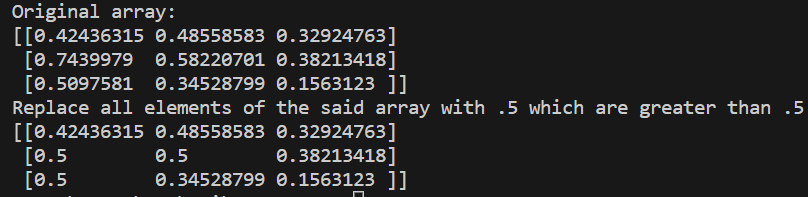 Original array:
[[0.42436315 0.48558583 0.32924763]
 [0.7439979  0.58220701 0.38213418]
 [0.5097581  0.34528799 0.1563123 ]]
Replace all elements of the said array with .5 which are greater than .5
[[0.42436315 0.48558583 0.32924763]
 [0.5        0.5        0.38213418]
 [0.5        0.34528799 0.1563123 ]]